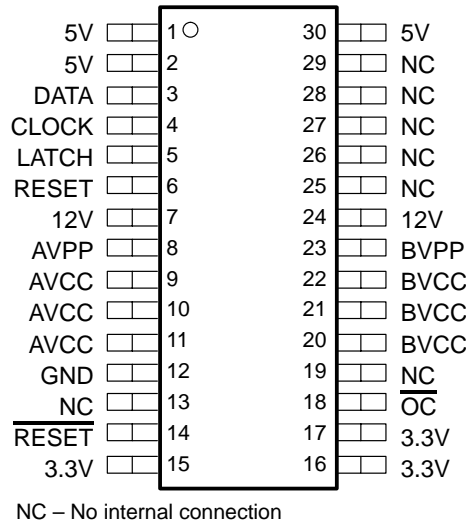 5V 1 30 5V
5V 2 29 NC
DATA 3 28 NC
CLOCK 4 27 NC
LATCH 5 26 NC
RESET 6 25 NC
12V 7 24 12V
AVPP 8 23 BVPP
AVCC 9 22 BVCC
AVCC 10 21 BVCC
AVCC 11 20 BVCC
GND 12 19 NC
NC 13 18 O̅C̅
R̅E̅S̅E̅T̅ 14 17 3.3V
3.3V 15 16 3.3V
NC – No internal connection